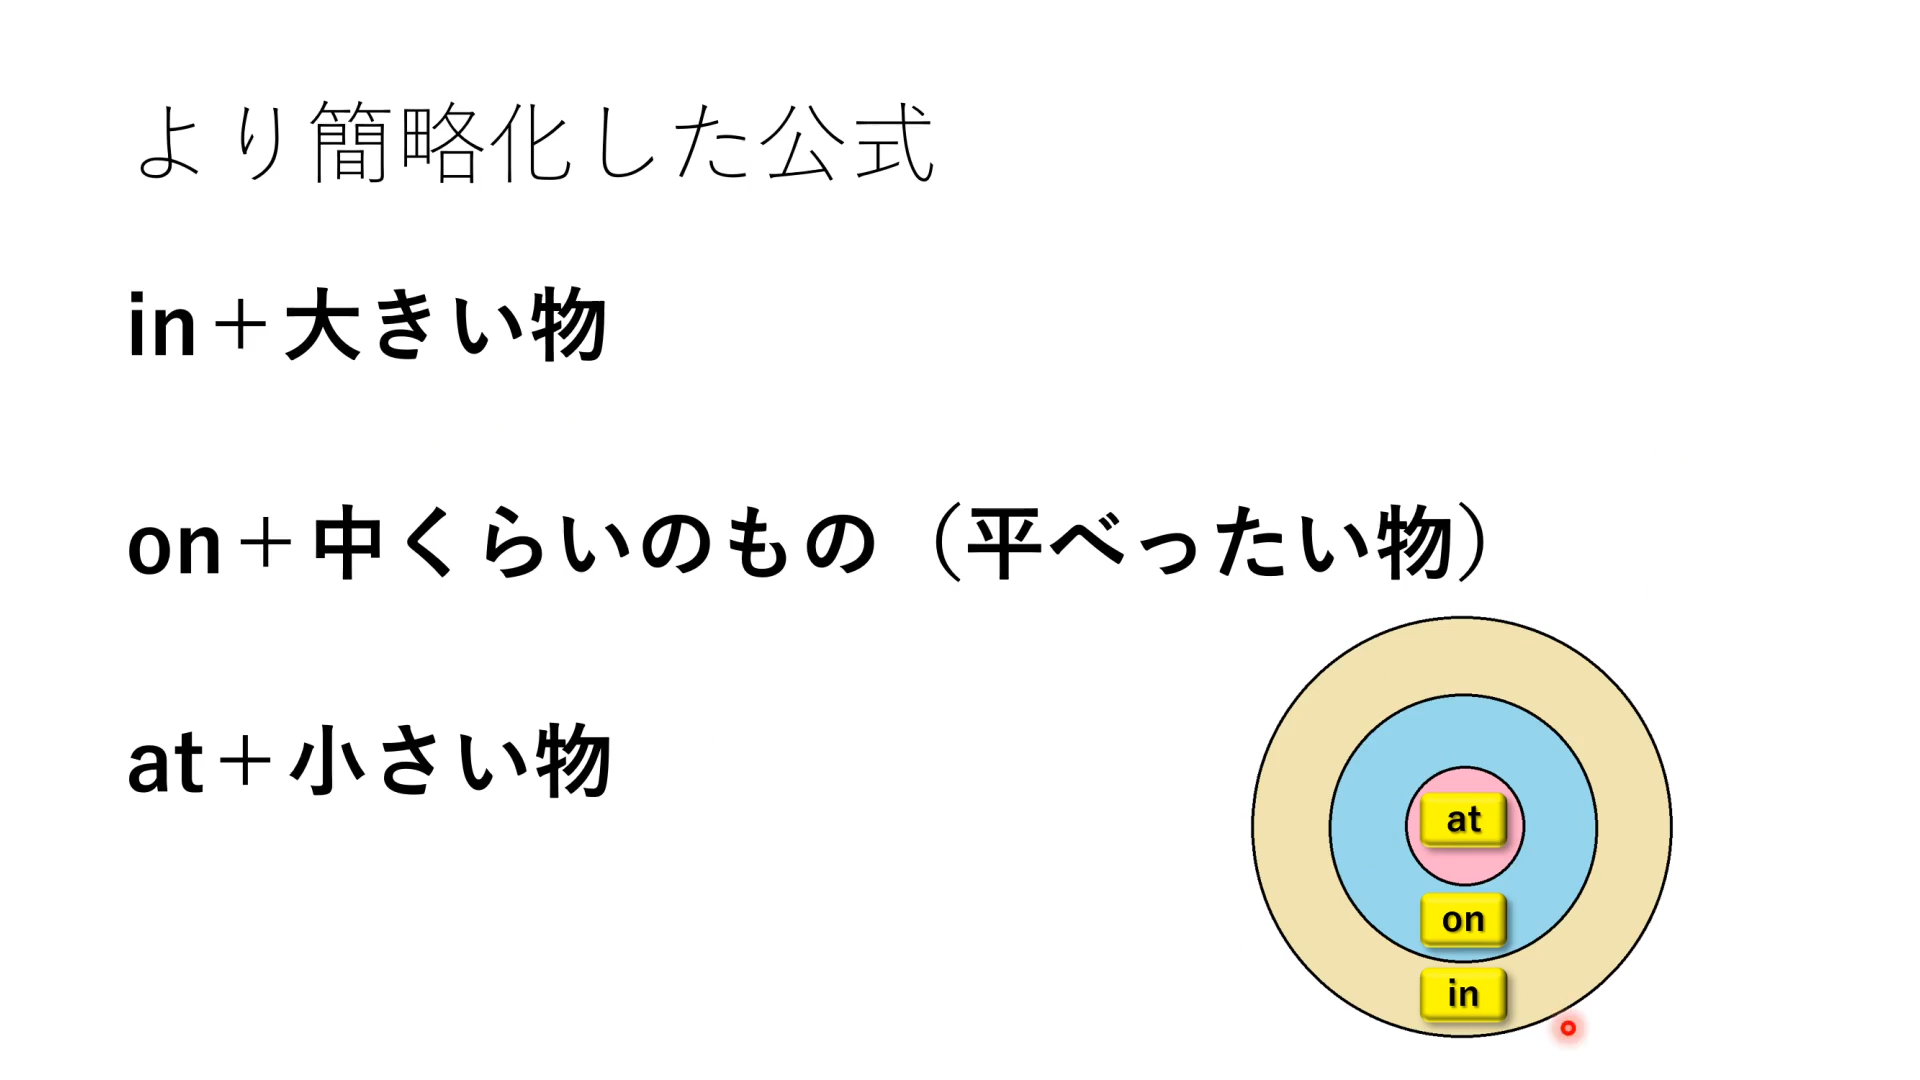 より簡略化した公式
in＋大きい物
on＋中くらいのもの（平べったい物）
at＋小さい物
at
on
in